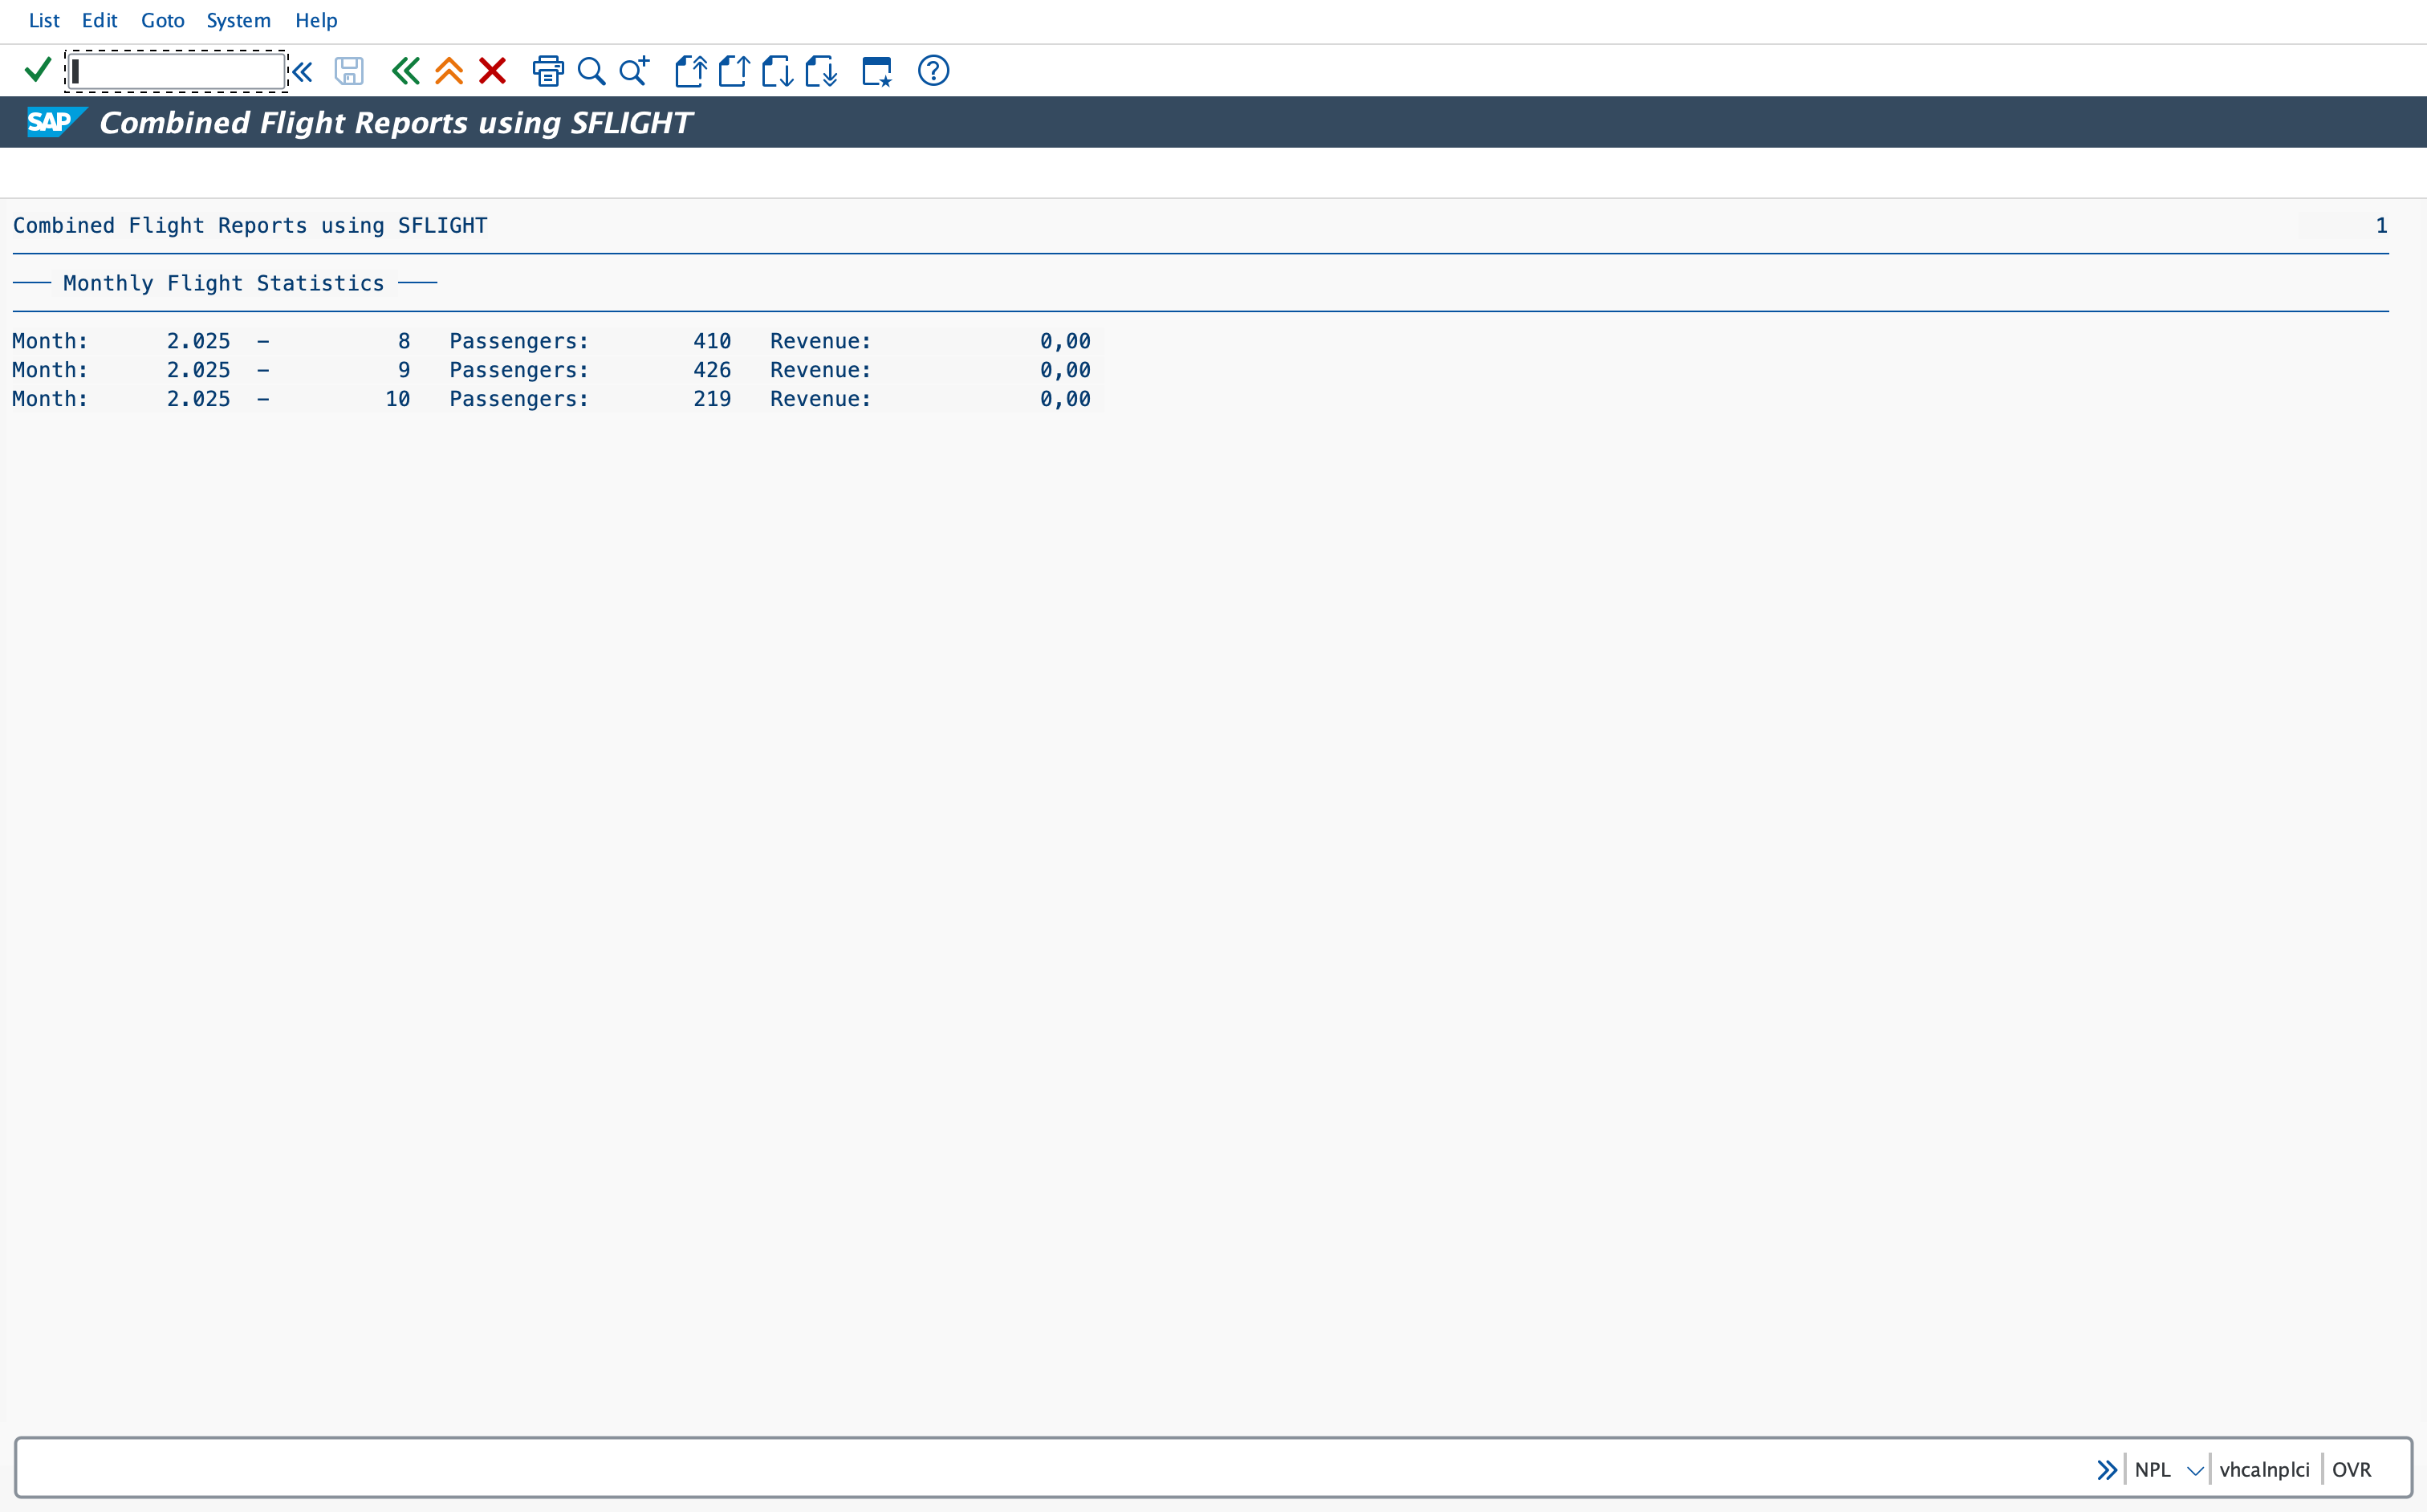 List Edit Goto System Help
SAP Combined Flight Reports using SFLIGHT
Combined Flight Reports using SFLIGHT 1
Monthly Flight Statistics
Month: 2.025 – 8 Passengers: 410 Revenue: 0,00
Month: 2.025 – 9 Passengers: 426 Revenue: 0,00
Month: 2.025 – 10 Passengers: 219 Revenue: 0,00
NPL vhcalnplci OVR